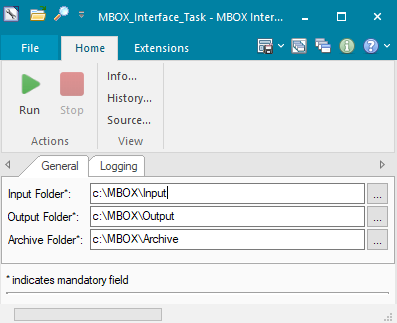 MBOX_Interface_Task - MBOX Inter...
File Home Extensions
Run Stop Info... History... Source...
Actions View
General Logging
Input Folder*: c:\MBOX\Input ...
Output Folder*: c:\MBOX\Output ...
Archive Folder*: c:\MBOX\Archive ...
* indicates mandatory field